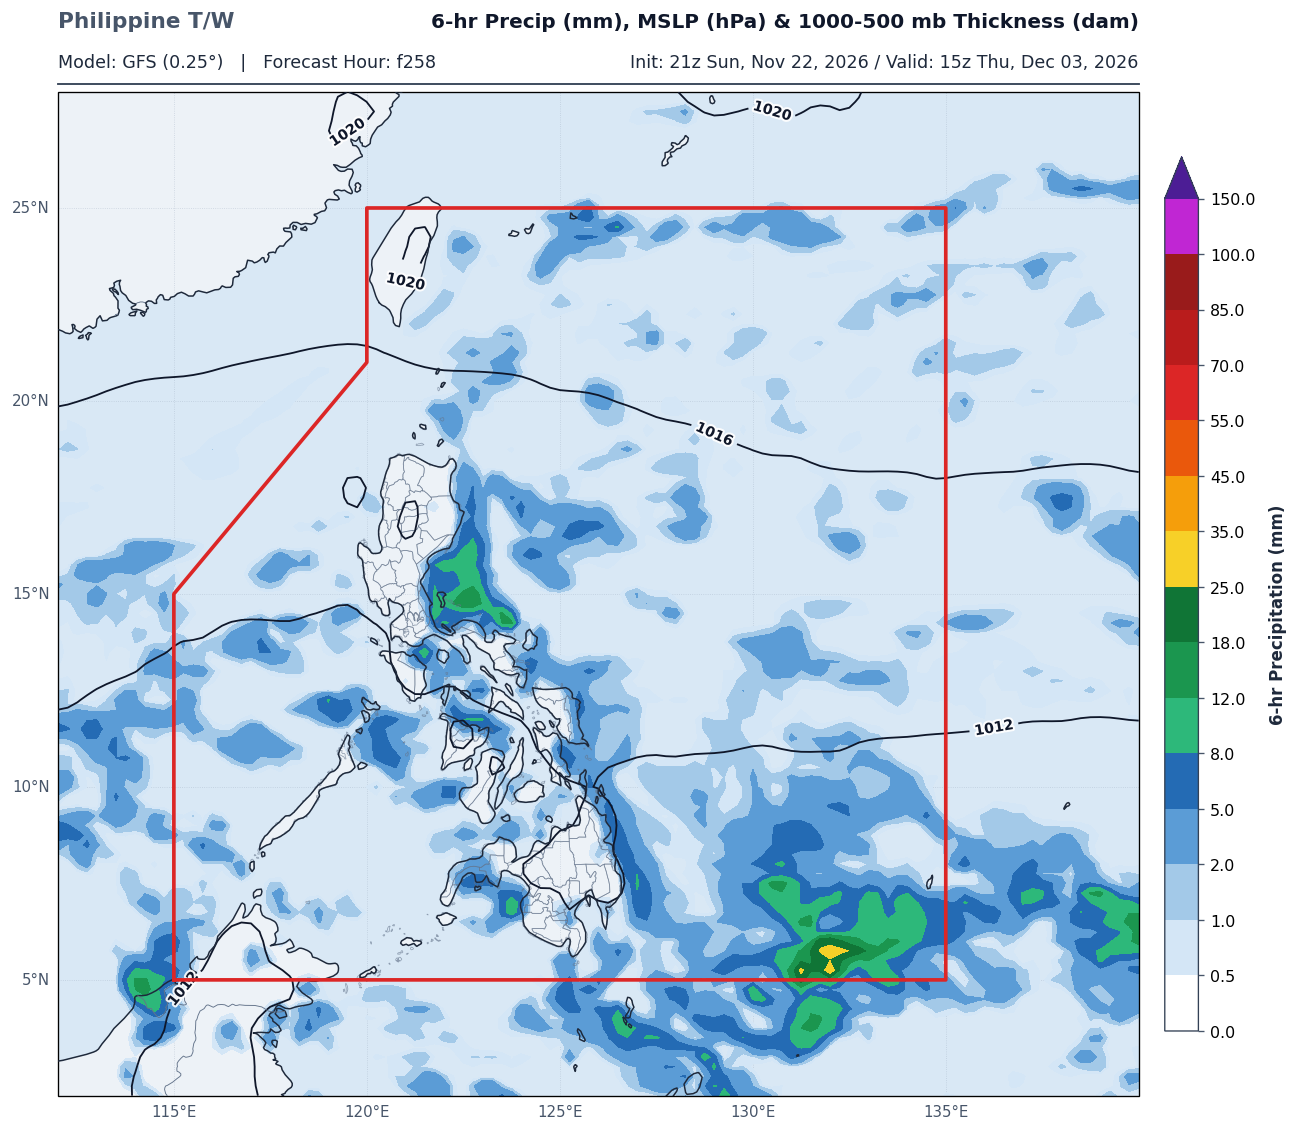 Philippine T/W
6-hr Precip (mm), MSLP (hPa) & 1000-500 mb Thickness (dam)
Model: GFS (0.25°) | Forecast Hour: f258
Init: 21z Sun, Nov 22, 2026 / Valid: 15z Thu, Dec 03, 2026
1020
1020
25°N
1020
20°N
1016
15°N
1012
10°N
1012
5°N
115°E
120°E
125°E
130°E
135°E
150.0
100.0
85.0
70.0
55.0
45.0
35.0
25.0
18.0
12.0
8.0
5.0
2.0
1.0
0.5
0.0
6-hr Precipitation (mm)